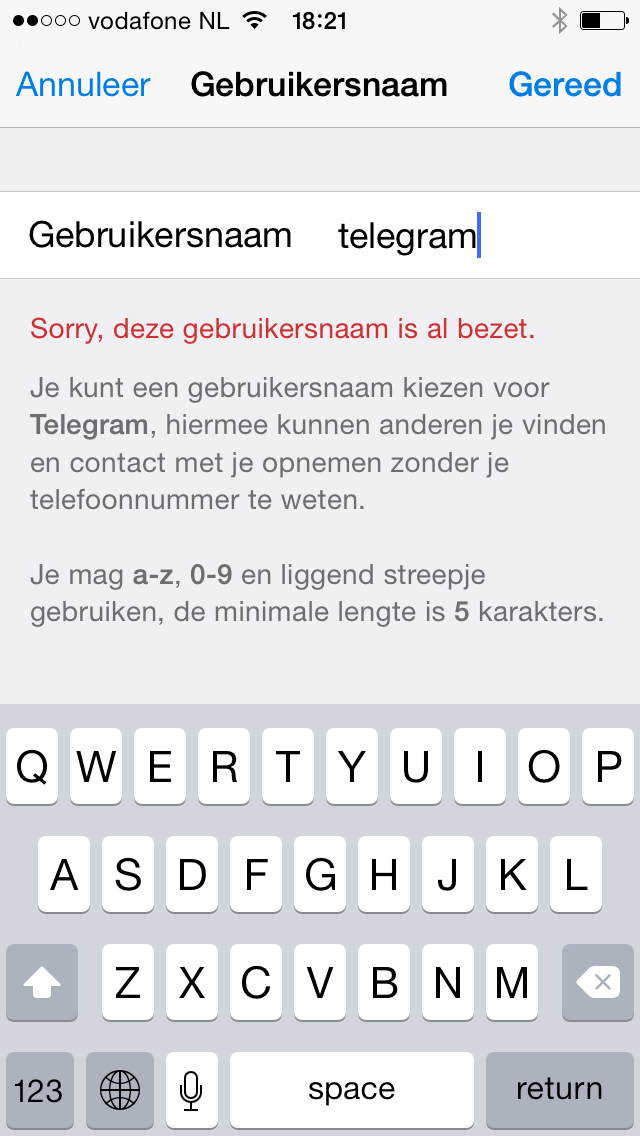 vodafone NL 18:21
Annuleer Gebruikersnaam Gereed
Gebruikersnaam telegram
Sorry, deze gebruikersnaam is al bezet.
Je kunt een gebruikersnaam kiezen voor
Telegram, hiermee kunnen anderen je vinden
en contact met je opnemen zonder je
telefoonnummer te weten.
Je mag a-z, 0-9 en liggend streepje
gebruiken, de minimale lengte is 5 karakters.
Q W E R T Y U I O P
A S D F G H J K L
Z X C V B N M
123 space return